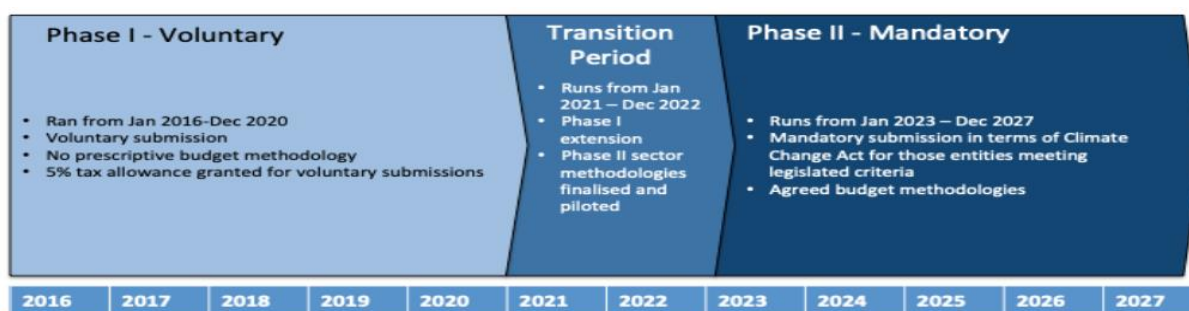 Phase I - Voluntary
• Ran from Jan 2016-Dec 2020
• Voluntary submission
• No prescriptive budget methodology
• 5% tax allowance granted for voluntary submissions
Transition
Period
• Runs from Jan
2021 – Dec 2022
• Phase I
extension
• Phase II sector
methodologies
finalised and
piloted
Phase II - Mandatory
• Runs from Jan 2023 – Dec 2027
• Mandatory submission in terms of Climate
Change Act for those entities meeting
legislated criteria
• Agreed budget methodologies
2016 2017 2018 2019 2020 2021 2022 2023 2024 2025 2026 2027